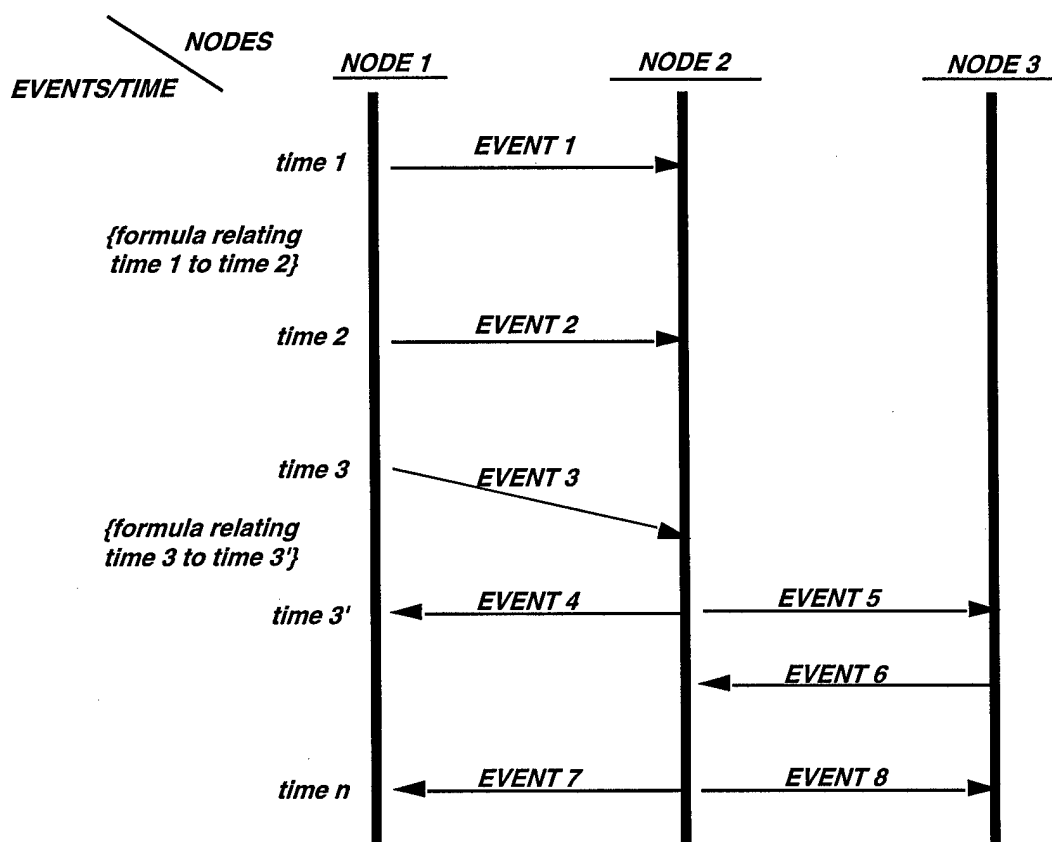 NODES
EVENTS/TIME
NODE 1
NODE 2
NODE 3
time 1
EVENT 1
{formula relating
time 1 to time 2}
time 2
EVENT 2
time 3
EVENT 3
{formula relating
time 3 to time 3'}
time 3'
EVENT 4
EVENT 5
EVENT 6
time n
EVENT 7
EVENT 8